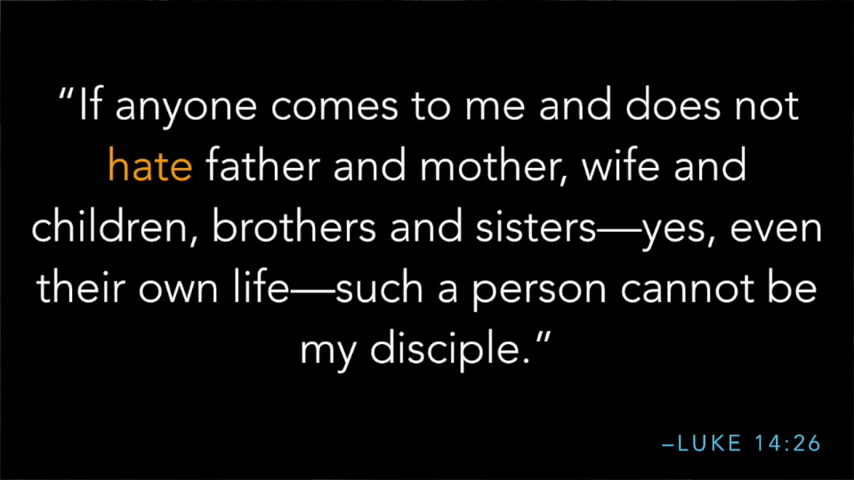 “If anyone comes to me and does not
hate father and mother, wife and
children, brothers and sisters—yes, even
their own life—such a person cannot be
my disciple.”
–LUKE 14:26